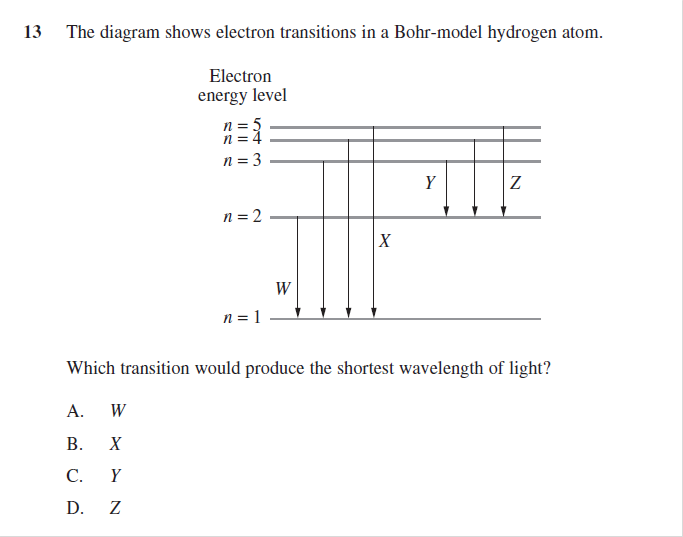 13 The diagram shows electron transitions in a Bohr-model hydrogen atom.
Electron
energy level
n = 5
n = 4
n = 3
Y
Z
n = 2
X
W
n = 1
Which transition would produce the shortest wavelength of light?
A. W
B. X
C. Y
D. Z